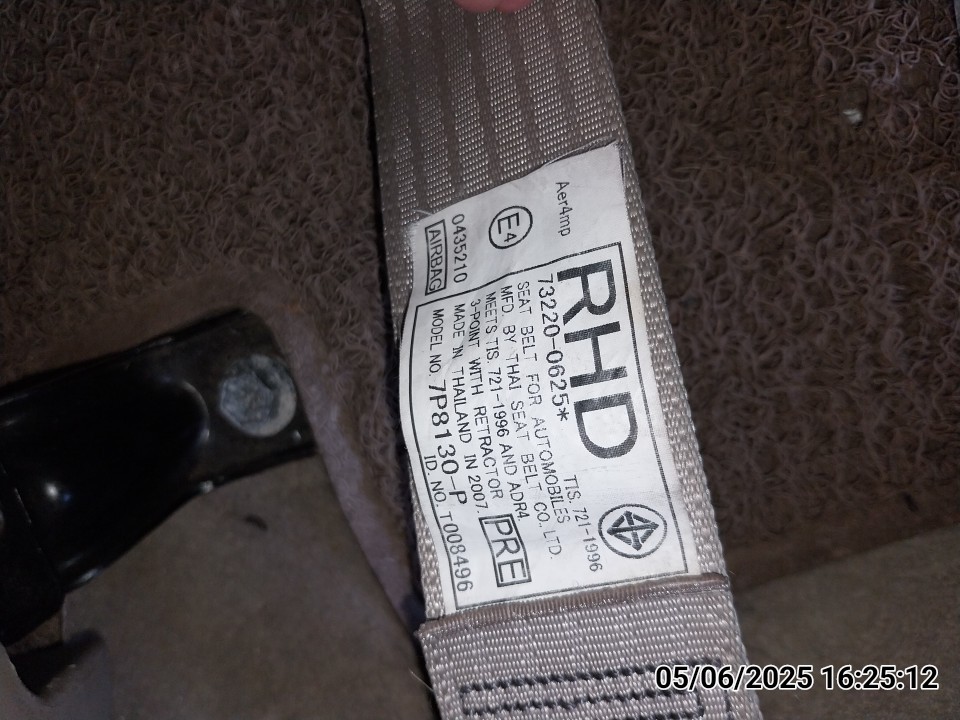 Aer4mp
E4
0435210
AIRBAG
RHD
73220-0625*
TIS. 721-1996
SEAT BELT FOR AUTOMOBILES
MFD. BY THAI SEAT BELT CO., LTD.
MEETS TIS. 721-1996 AND ADR4
3-POINT WITH RETRACTOR
MADE IN THAILAND IN 2007.
PRE
MODEL NO. 7P8130-P
ID. NO. T008496
05/06/2025 16:25:12